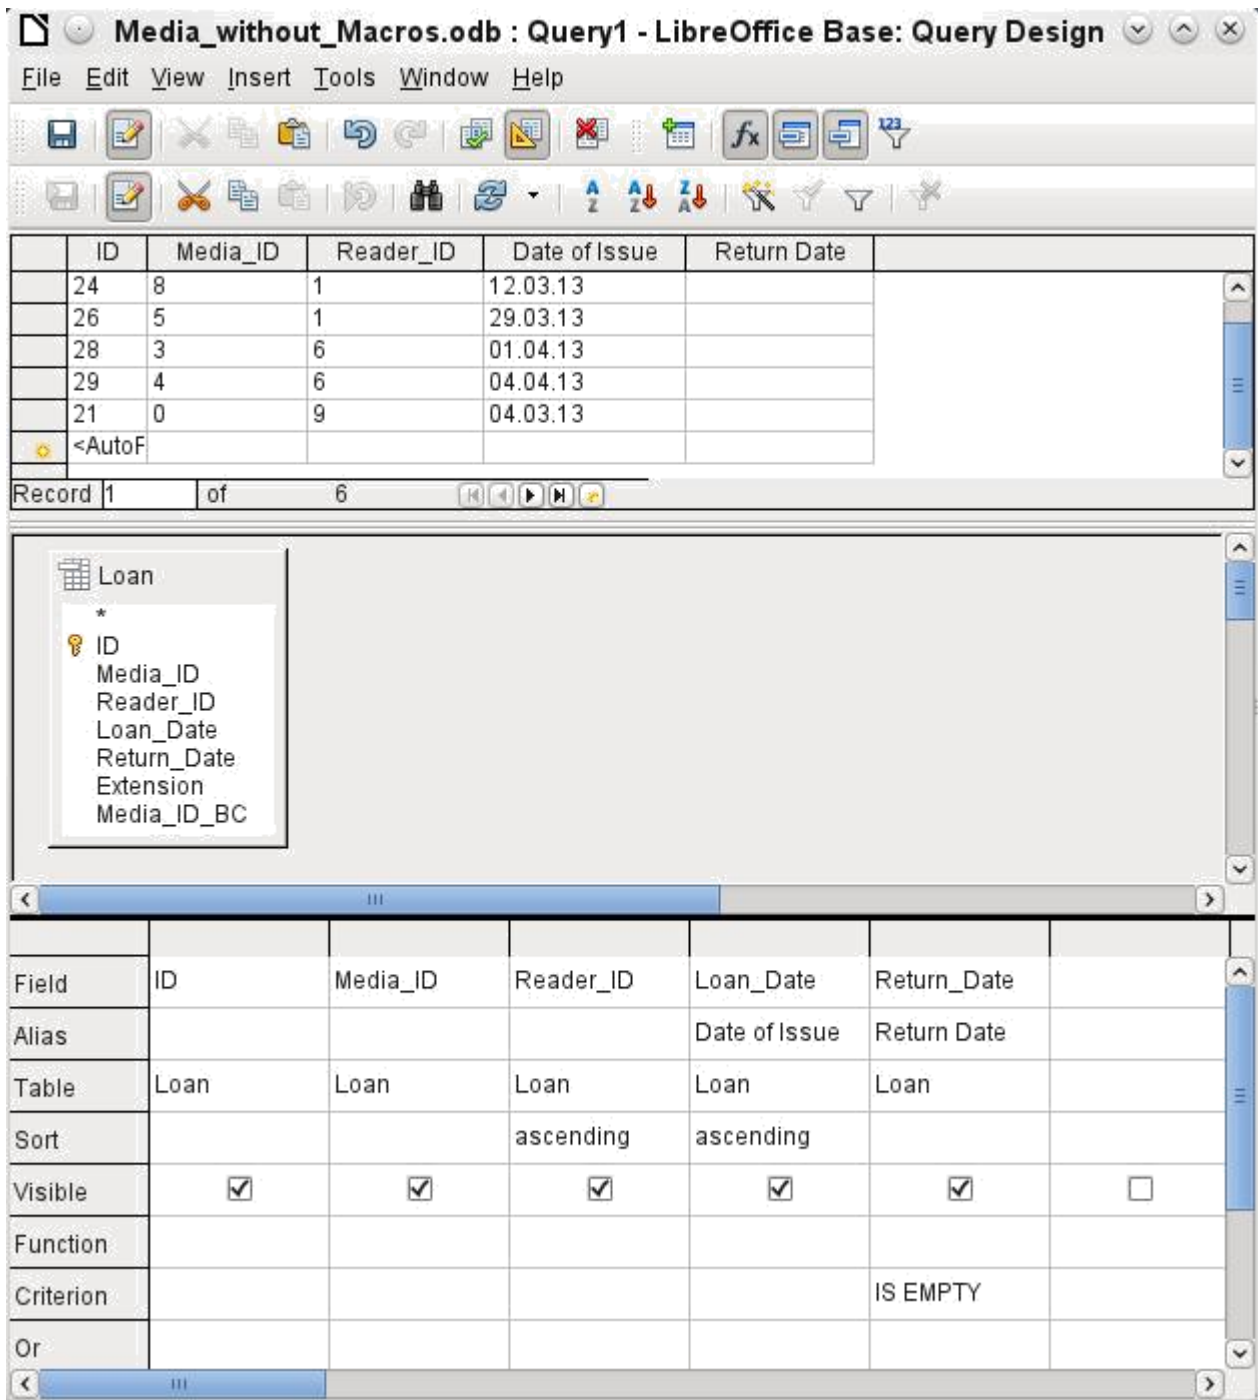 Media_without_Macros.odb : Query1 - LibreOffice Base: Query Design
File Edit View Insert Tools Window Help
fx 123
A Z A Z Z A
ID Media_ID Reader_ID Date of Issue Return Date
24 8 1 12.03.13
26 5 1 29.03.13
28 3 6 01.04.13
29 4 6 04.04.13
21 0 9 04.03.13
<AutoF
Record 1 of 6
Loan
*
ID
Media_ID
Reader_ID
Loan_Date
Return_Date
Extension
Media_ID_BC
Field ID Media_ID Reader_ID Loan_Date Return_Date
Alias Date of Issue Return Date
Table Loan Loan Loan Loan Loan
Sort ascending ascending
Visible
Function
Criterion IS EMPTY
Or